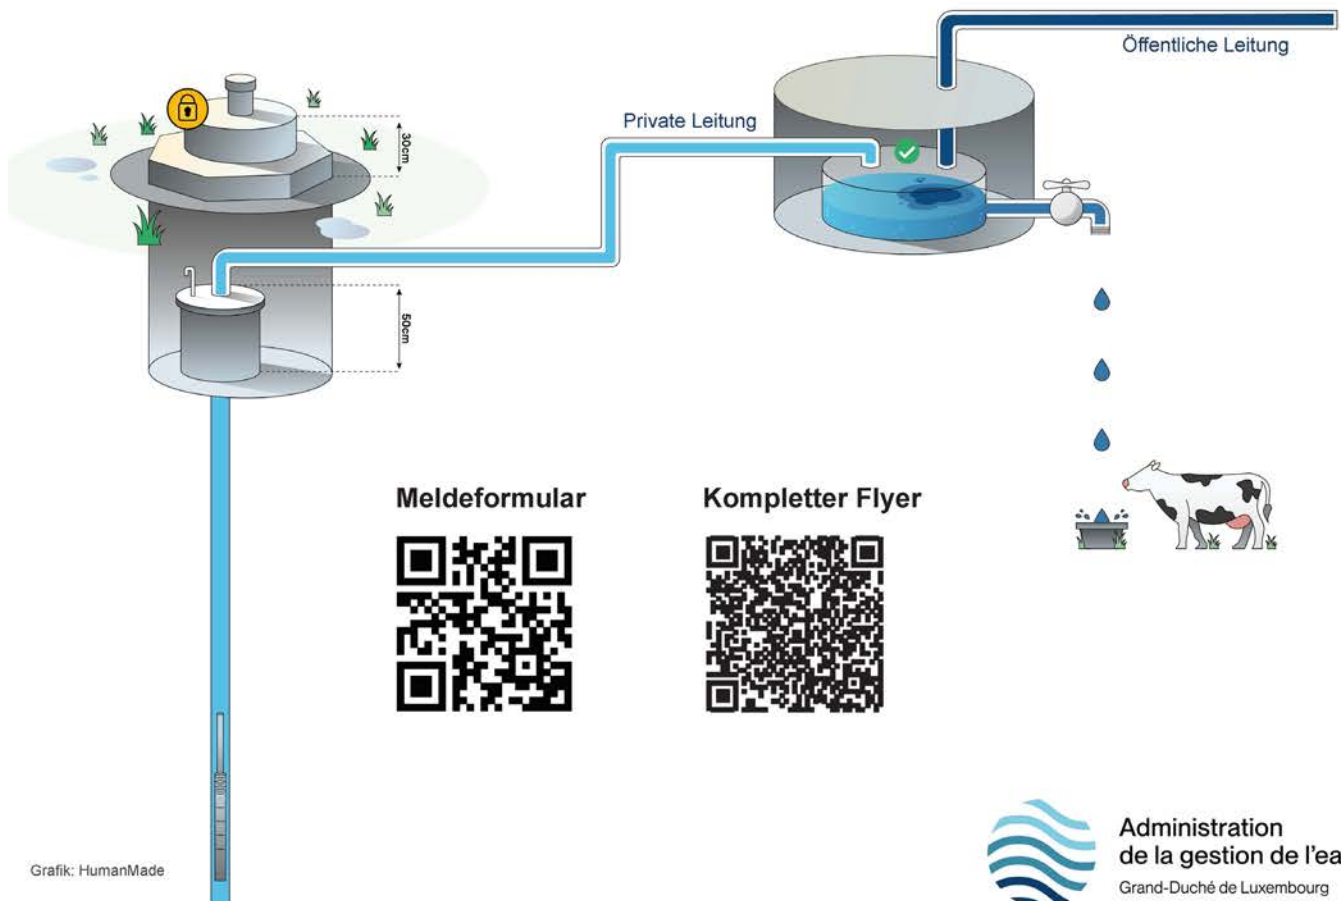 Öffentliche Leitung
Private Leitung
30cm
50cm
Meldeformular
Kompletter Flyer
Grafik: HumanMade
Administration
de la gestion de l'ea
Grand-Duché de Luxembourg